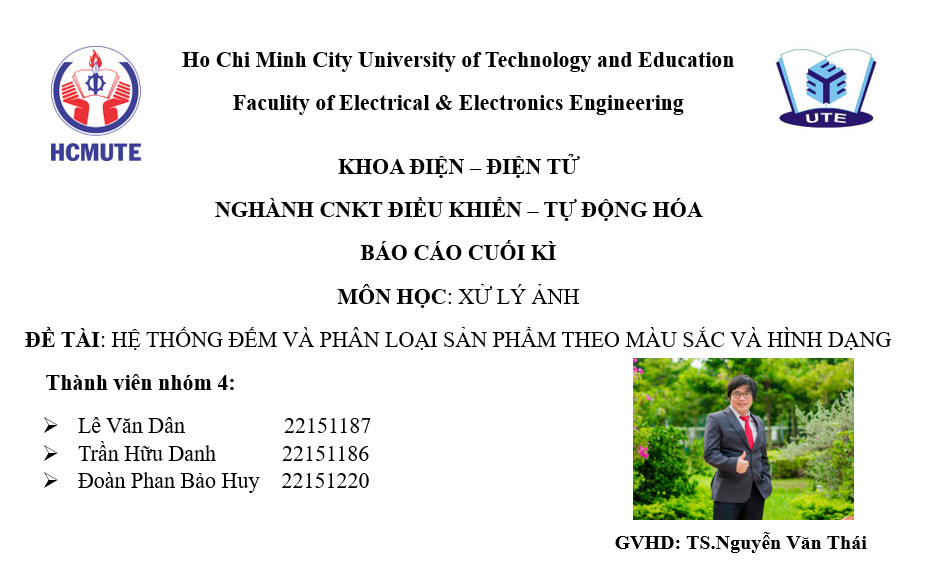 Ho Chi Minh City University of Technology and Education
Faculity of Electrical & Electronics Engineering
HCMUTE
UTE
KHOA ĐIỆN – ĐIỆN TỬ
NGHÀNH CNKT ĐIỀU KHIỂN – TỰ ĐỘNG HÓA
BÁO CÁO CUỐI KÌ
MÔN HỌC: XỬ LÝ ẢNH
ĐỀ TÀI: HỆ THỐNG ĐẾM VÀ PHÂN LOẠI SẢN PHẨM THEO MÀU SẮC VÀ HÌNH DẠNG
Thành viên nhóm 4:
Lê Văn Dân 22151187
Trần Hữu Danh 22151186
Đoàn Phan Bảo Huy 22151220
GVHD: TS.Nguyễn Văn Thái